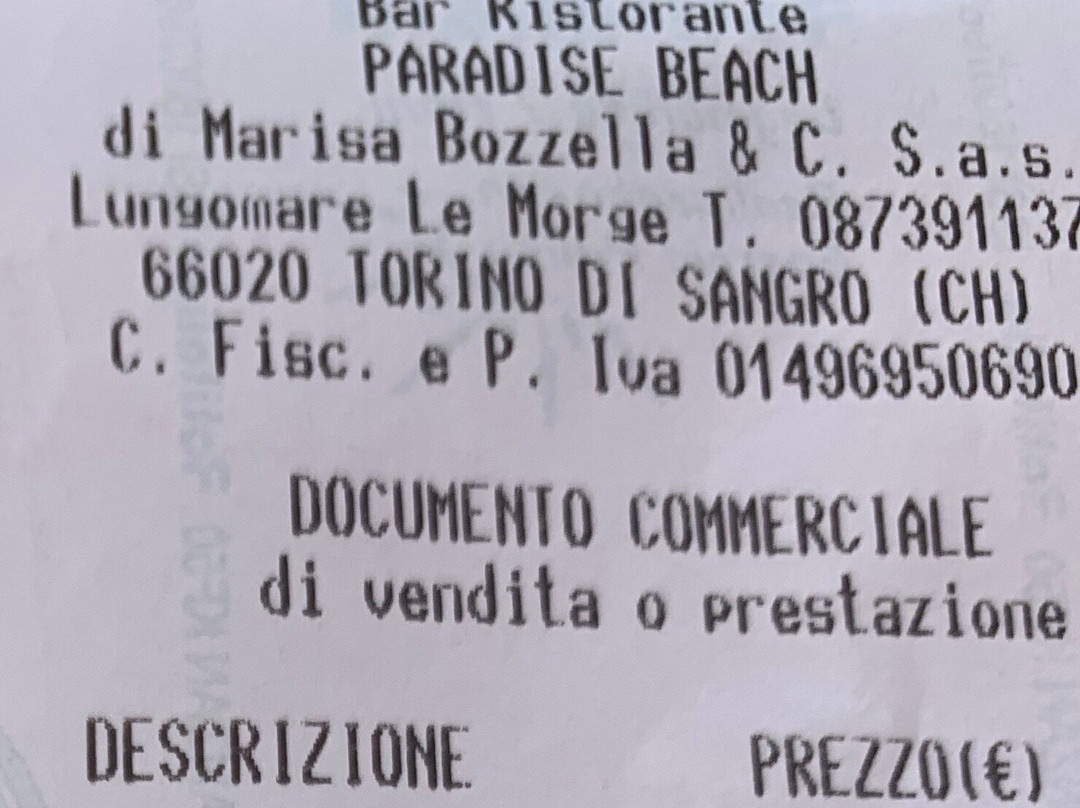 Bar Ristorante
PARADISE BEACH
di Marisa Bozzella & C. S.a.s.
Lungomare Le Morge T. 087391137
66020 TORINO DI SANGRO (CH)
C. Fisc. e P. Iva 01496950690
DOCUMENTO COMMERCIALE
di vendita o prestazione
DESCRIZIONE PREZZO(€)